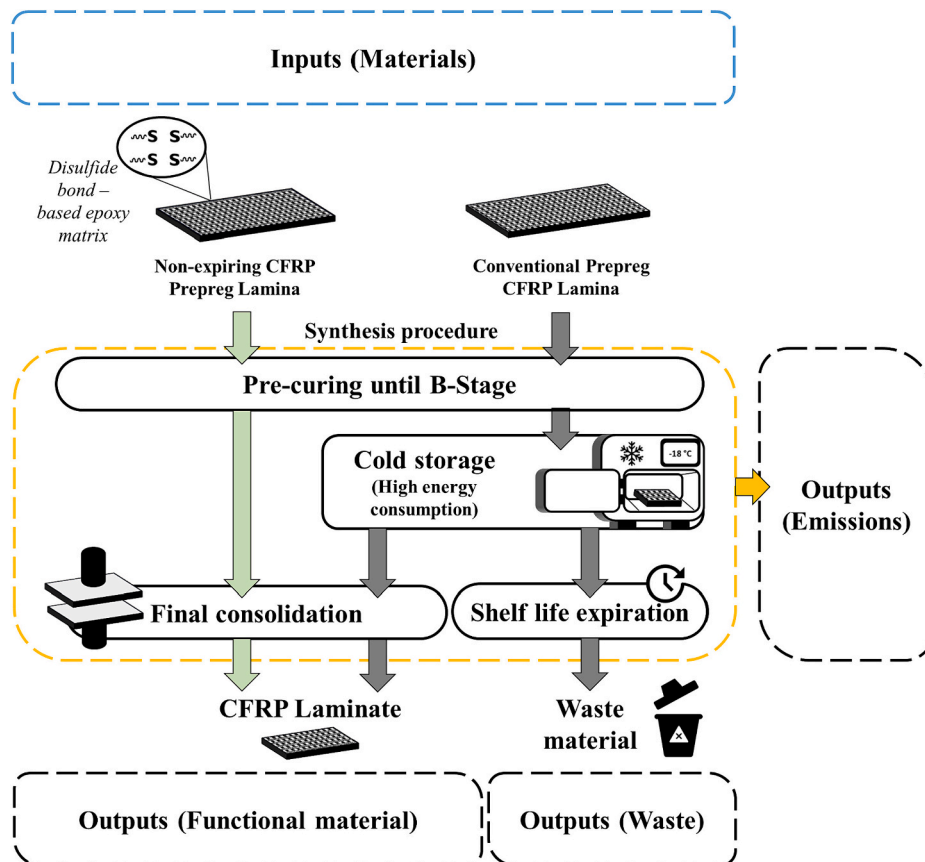 Inputs (Materials)
S S
S S
Disulfide
bond –
based epoxy
matrix
Non-expiring CFRP
Prepreg Lamina
Conventional Prepreg
CFRP Lamina
Synthesis procedure
Pre-curing until B-Stage
Cold storage
(High energy
consumption)
-18 °C
Outputs
(Emissions)
Final consolidation
Shelf life expiration
CFRP Laminate
Waste
material
Outputs (Functional material)
Outputs (Waste)